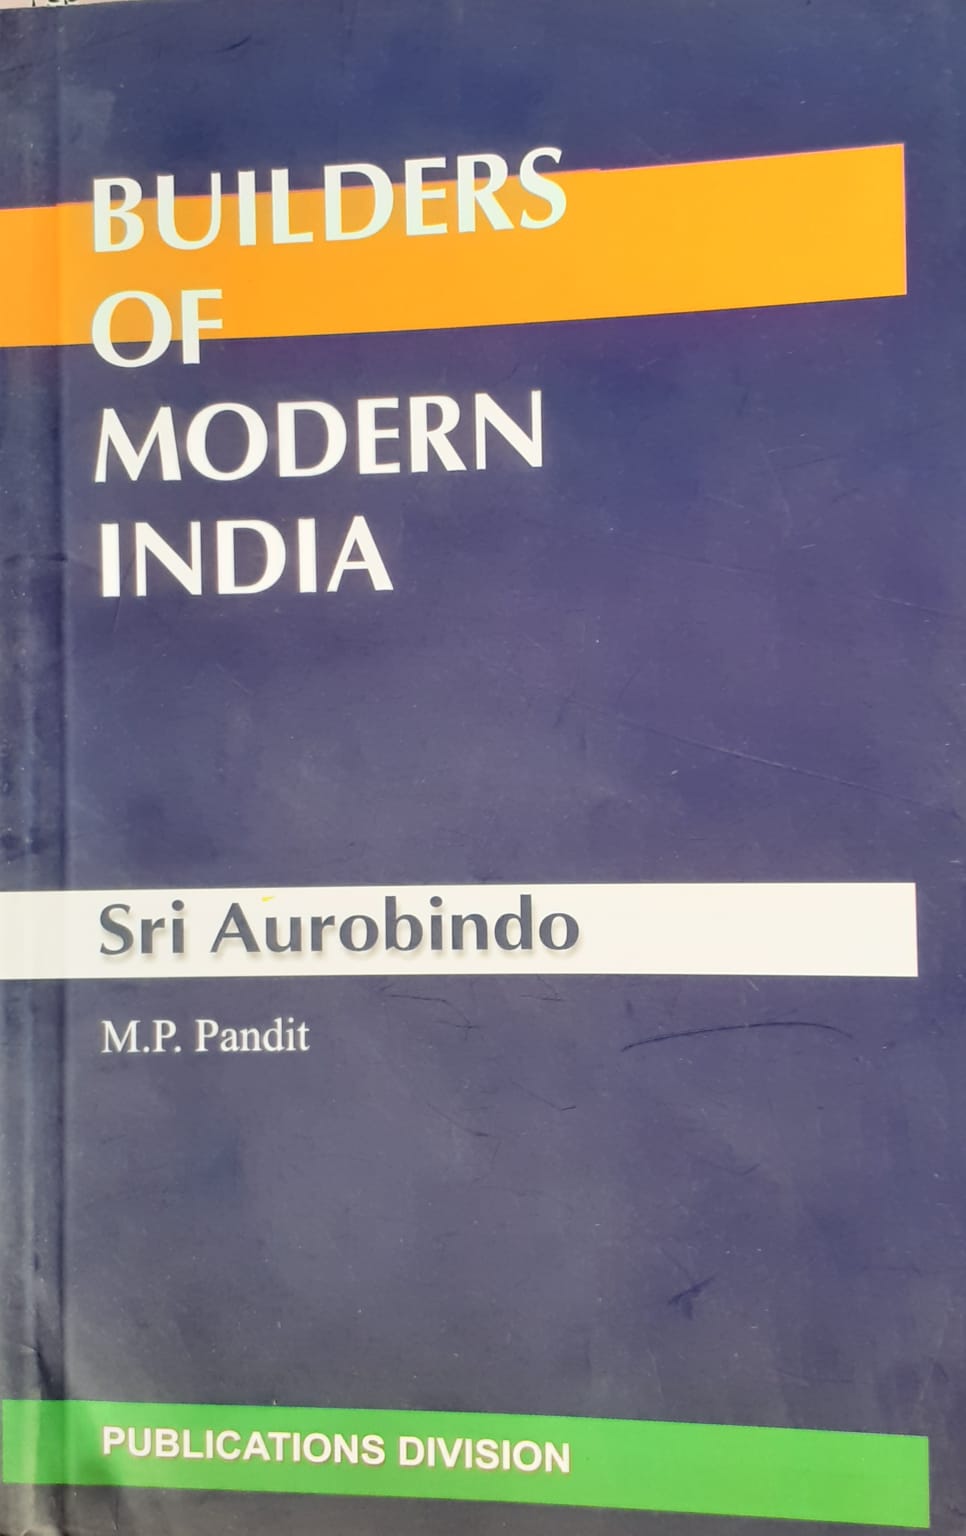 BUILDERS
OF
MODERN
INDIA
Sri Aurobindo
M.P. Pandit
PUBLICATIONS DIVISION